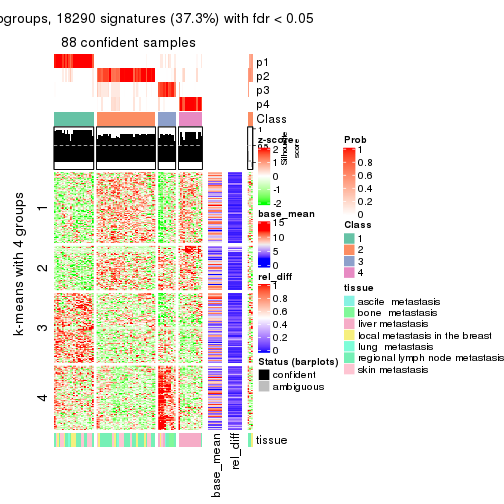 ogroups, 18290 signatures (37.3%) with fdr < 0.05
88 confident samples
p1
p2
p3
p4
Class
1
0.5
0
Silhouette
score
z-score
2
1
0
-1
-2
base_mean
15
10
5
0
rel_diff
1
0.8
0.6
0.4
0.2
0
Status (barplots)
confident
ambiguous
Prob
1
0.8
0.6
0.4
0.2
0
Class
1
2
3
4
tissue
ascite metastasis
bone metastasis
liver metastasis
local metastasis in the breast
lung metastasis
regional lymph node metastasis
skin metastasis
k-means with 4 groups
1
2
3
4
tissue
base_mean
rel_diff